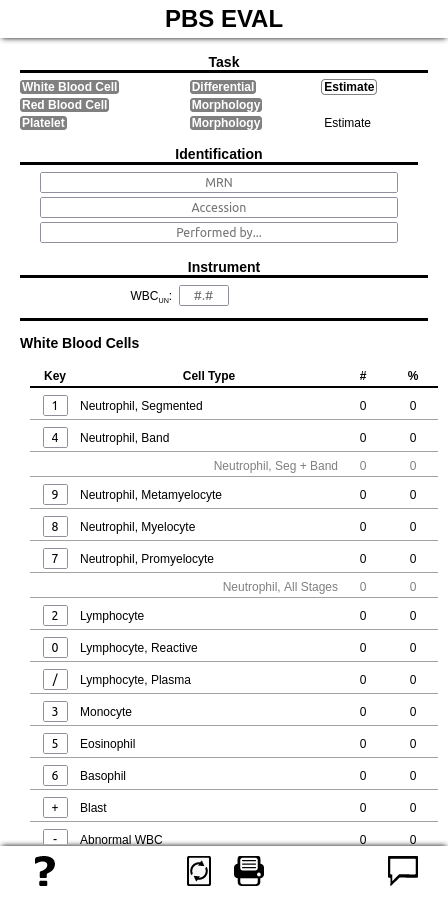 PBS EVAL
Task
White Blood Cell Differential Estimate
Red Blood Cell Morphology
Platelet Morphology Estimate
Identification
MRN
Accession
Performed by...
Instrument
WBCUN: #.#
White Blood Cells
Key Cell Type # %
1 Neutrophil, Segmented 0 0
4 Neutrophil, Band 0 0
Neutrophil, Seg + Band 0 0
9 Neutrophil, Metamyelocyte 0 0
8 Neutrophil, Myelocyte 0 0
7 Neutrophil, Promyelocyte 0 0
Neutrophil, All Stages 0 0
2 Lymphocyte 0 0
0 Lymphocyte, Reactive 0 0
/ Lymphocyte, Plasma 0 0
3 Monocyte 0 0
5 Eosinophil 0 0
6 Basophil 0 0
+ Blast 0 0
- Abnormal WBC 0 0
?